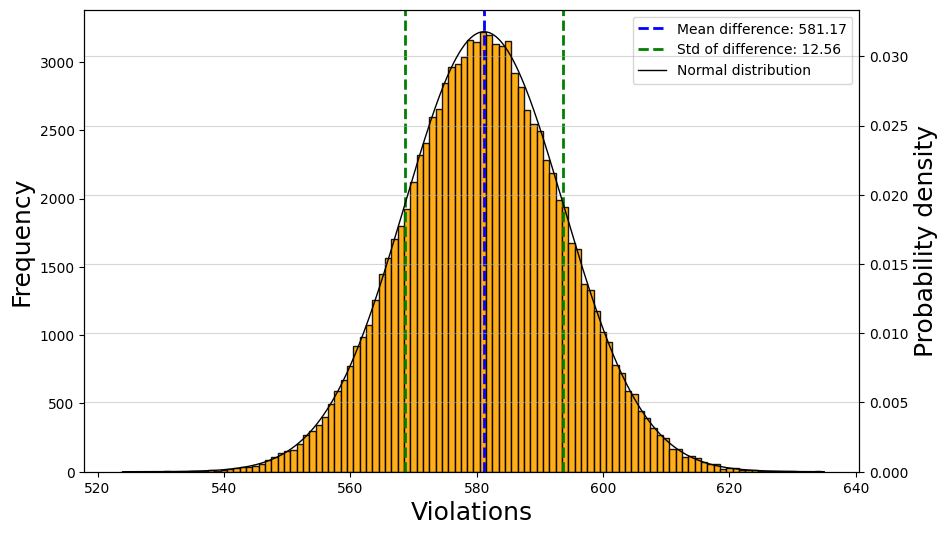 Mean difference: 581.17
Std of difference: 12.56
Normal distribution
Frequency
3000
2500
2000
1500
1000
500
0
0.030
0.025
0.020
0.015
0.010
0.005
0.000
Probability density
520 540 560 580 600 620 640
Violations